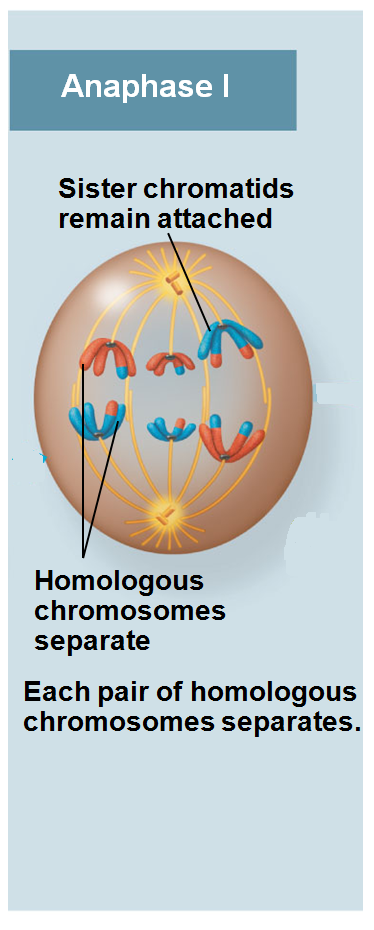 Anaphase I
Sister chromatids
remain attached
Homologous
chromosomes
separate
Each pair of homologous
chromosomes separates.